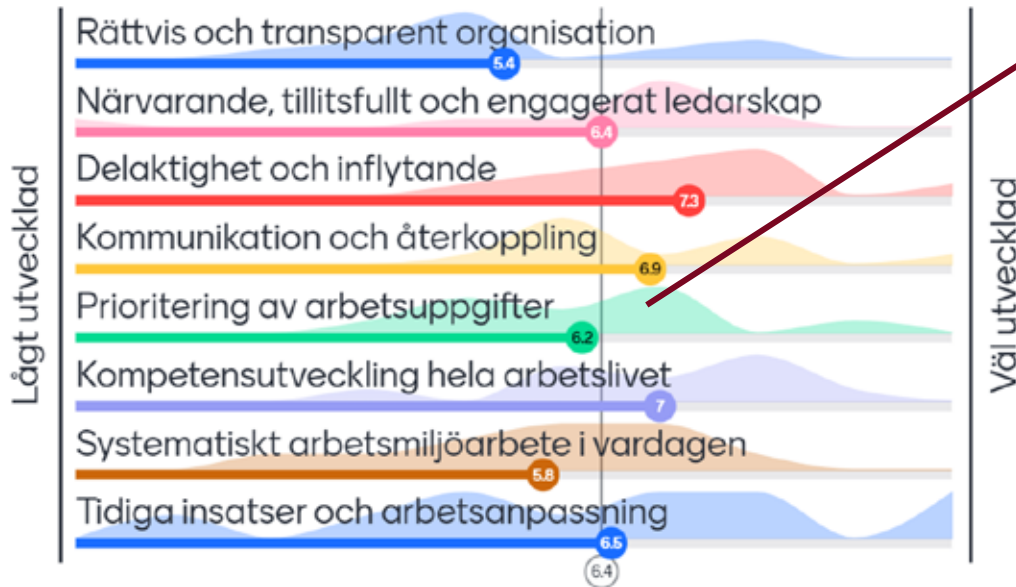 Rättvis och transparent organisation
5.4
Närvarande, tillitsfullt och engagerat ledarskap
6.4
Delaktighet och inflytande
7.3
Kommunikation och återkoppling
6.9
Prioritering av arbetsuppgifter
6.2
Kompetensutveckling hela arbetslivet
7
Systematiskt arbetsmiljöarbete i vardagen
5.8
Tidiga insatser och arbetsanpassning
6.5
6.4
Lågt utvecklad
Väl utvecklad